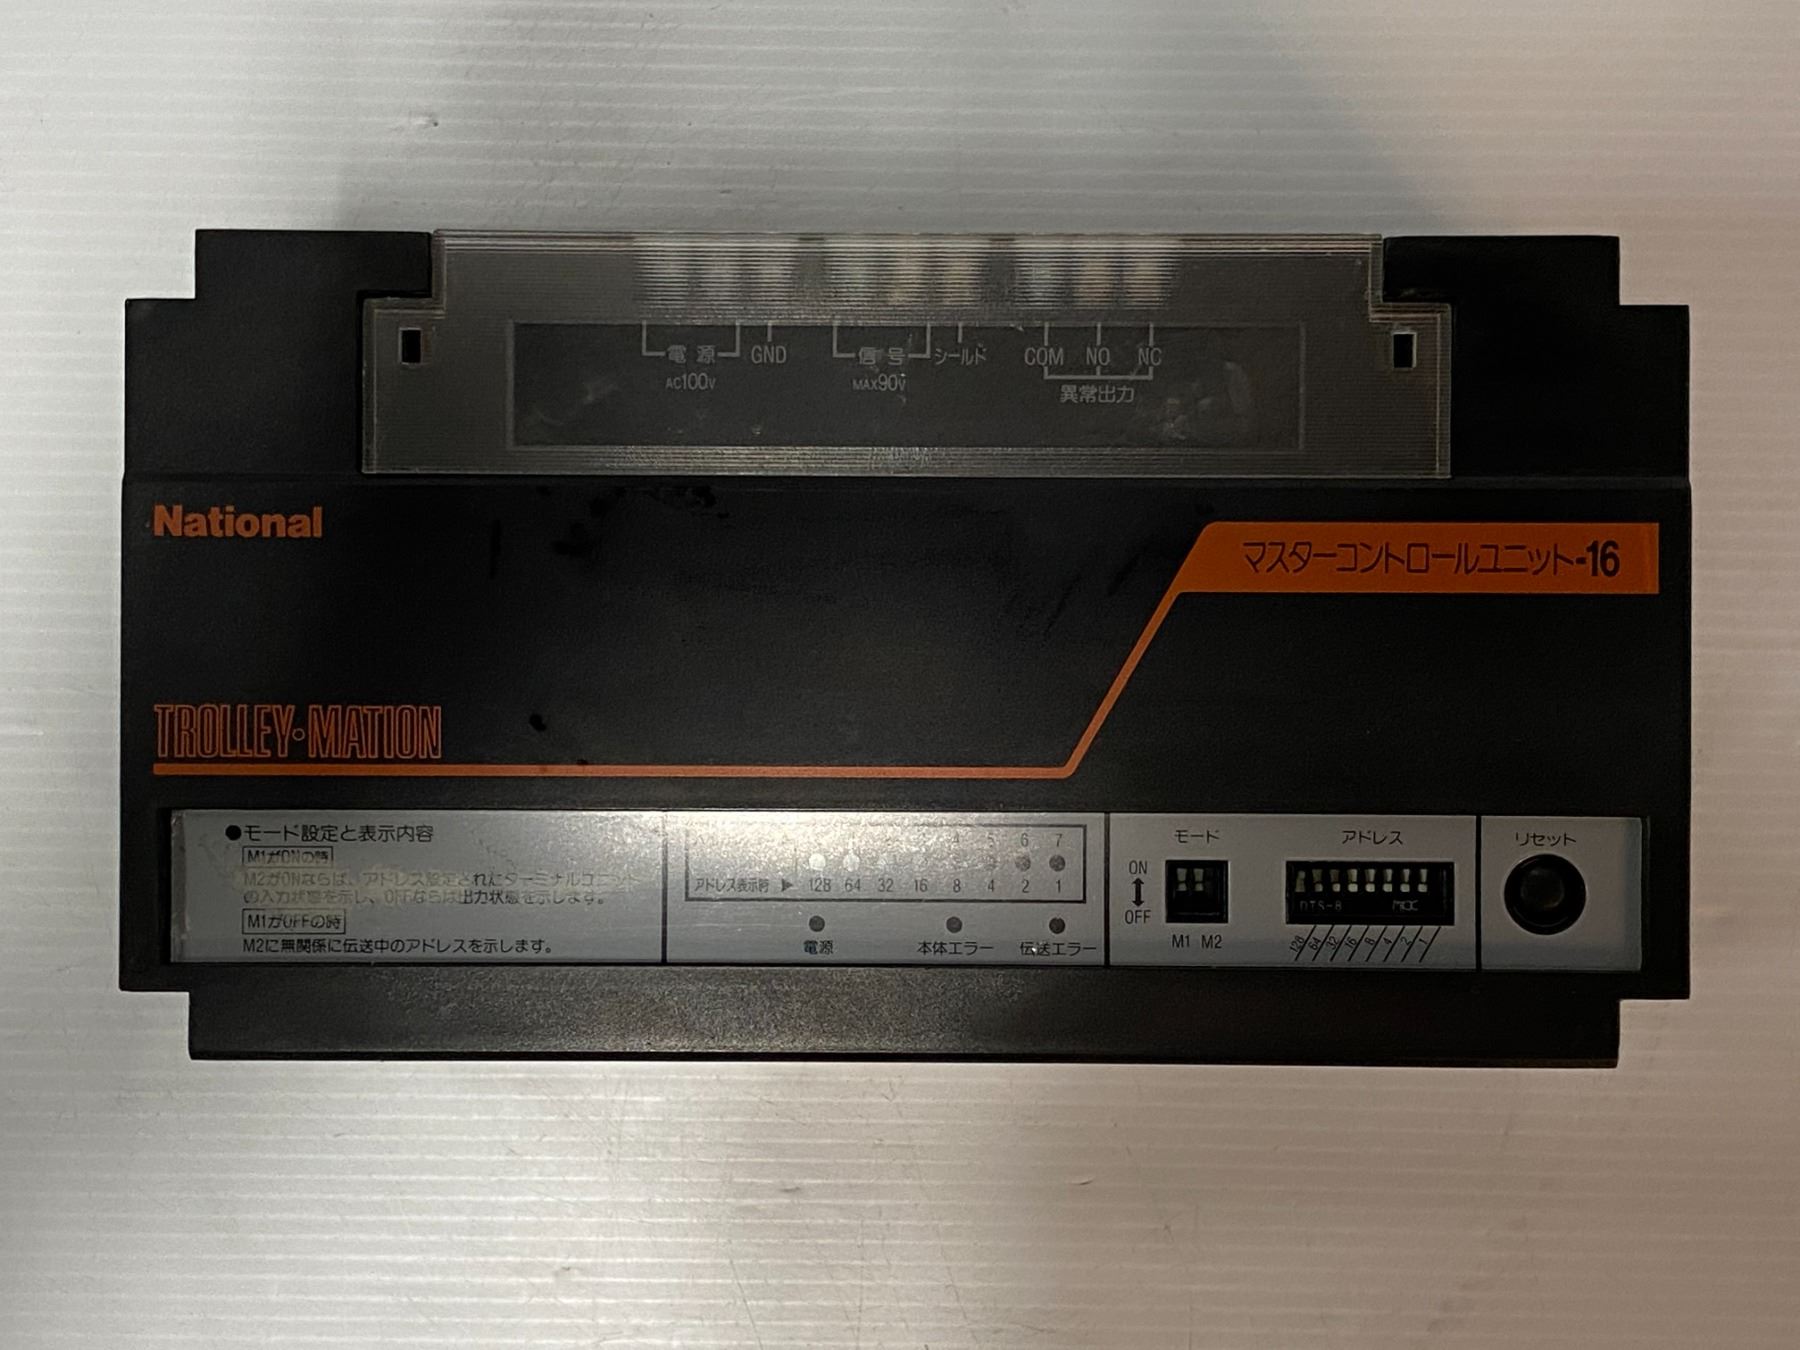 電源 GND 信号 シールド COM NO NC
AC100V MAX90V
異常出力
National
マスターコントロールユニット-16
TROLLEY・MATION
●モード設定と表示内容
M1がONの時
M2がONならば、アドレス設定されたターミナルユニット
の入力状態を示し、OFFならば出力状態を示します。
M1がOFFの時
M2に無関係に伝送中のアドレスを示します。
4 5 6 7
アドレス表示時 ▶ 128 64 32 16 8 4 2 1
電源 本体エラー 伝送エラー
モード
ON
OFF
M1 M2
アドレス
DTS-8
128 64 32 16 8 4 2 1
リセット